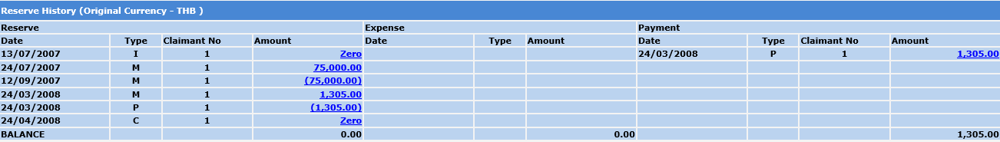 Reserve History (Original Currency - THB )
Reserve Expense Payment
Date Type Claimant No Amount Date Type Amount Date Type Claimant No Amount
13/07/2007 I 1 Zero 24/03/2008 P 1 1,305.00
24/07/2007 M 1 75,000.00
12/09/2007 M 1 (75,000.00)
24/03/2008 M 1 1,305.00
24/03/2008 P 1 (1,305.00)
24/04/2008 C 1 Zero
BALANCE 0.00 0.00 1,305.00